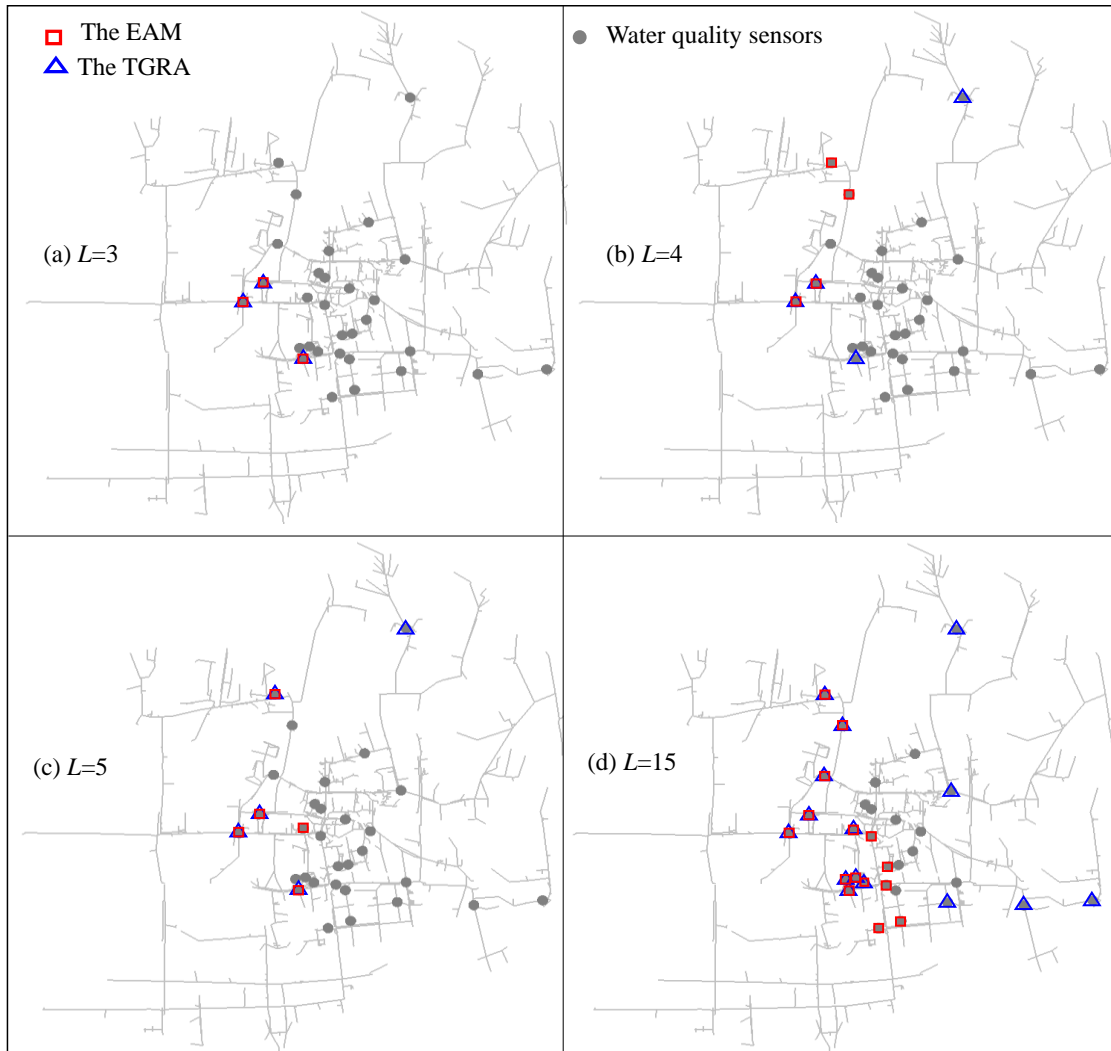 The EAM
The TGRA
Water quality sensors
(a) L=3
(b) L=4
(c) L=5
(d) L=15